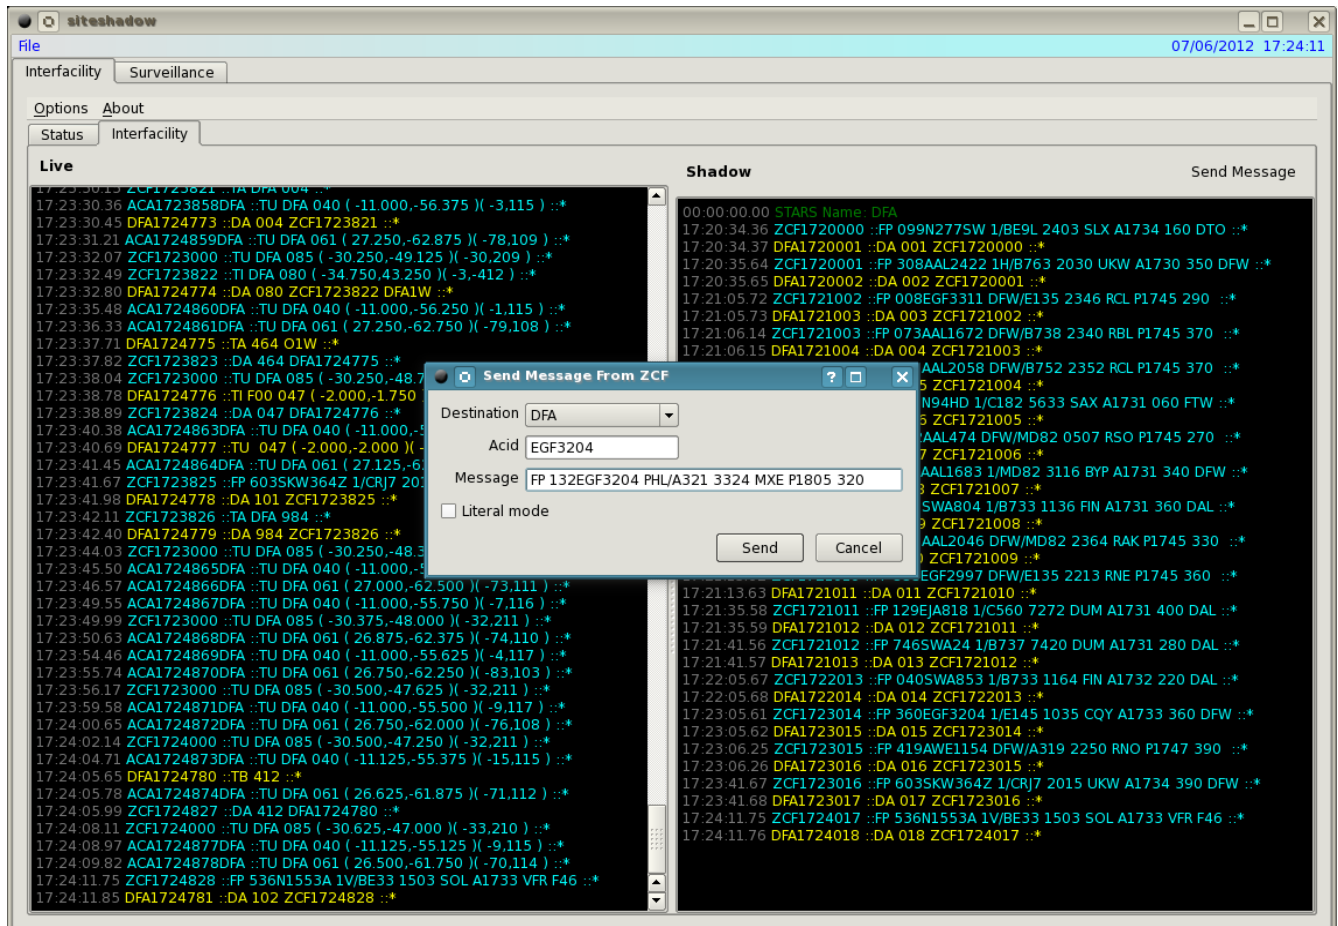 siteshadow
File 07/06/2012 17:24:11
Interfacility Surveillance
Options About
Status Interfacility
Live
17:23:30.15 ZCF1723821 ::TA DFA 004 ::*
17:23:30.36 ACA1723858DFA ::TU DFA 040 ( -11.000,-56.375 )( -3,115 ) ::*
17:23:30.45 DFA1724773 ::DA 004 ZCF1723821 ::*
17:23:31.21 ACA1724859DFA ::TU DFA 061 ( 27.250,-62.875 )( -78,109 ) ::*
17:23:32.07 ZCF1723000 ::TU DFA 085 ( -30.250,-49.125 )( -30,209 ) ::*
17:23:32.49 ZCF1723822 ::TI DFA 080 ( -34.750,43.250 )( -3,-412 ) ::*
17:23:32.80 DFA1724774 ::DA 080 ZCF1723822 DFA1W ::*
17:23:35.48 ACA1724860DFA ::TU DFA 040 ( -11.000,-56.250 )( -1,115 ) ::*
17:23:36.33 ACA1724861DFA ::TU DFA 061 ( 27.250,-62.750 )( -79,108 ) ::*
17:23:37.71 DFA1724775 ::TA 464 O1W ::*
17:23:37.82 ZCF1723823 ::DA 464 DFA1724775 ::*
17:23:38.04 ZCF1723000 ::TU DFA 085 ( -30.250,-48.7
17:23:38.78 DFA1724776 ::TI F00 047 ( -2.000,-1.750
17:23:38.89 ZCF1723824 ::DA 047 DFA1724776 ::*
17:23:40.38 ACA1724863DFA ::TU DFA 040 ( -11.000,-5
17:23:40.69 DFA1724777 ::TU 047 ( -2.000,-2.000 )( -
17:23:41.45 ACA1724864DFA ::TU DFA 061 ( 27.125,-6
17:23:41.67 ZCF1723825 ::FP 603SKW364Z 1/CRJ7 201
17:23:41.98 DFA1724778 ::DA 101 ZCF1723825 ::*
17:23:42.11 ZCF1723826 ::TA DFA 984 ::*
17:23:42.40 DFA1724779 ::DA 984 ZCF1723826 ::*
17:23:44.03 ZCF1723000 ::TU DFA 085 ( -30.250,-48.3
17:23:45.50 ACA1724865DFA ::TU DFA 040 ( -11.000,-5
17:23:46.57 ACA1724866DFA ::TU DFA 061 ( 27.000,-62.500 )( -73,111 ) ::*
17:23:49.55 ACA1724867DFA ::TU DFA 040 ( -11.000,-55.750 )( -7,116 ) ::*
17:23:49.99 ZCF1723000 ::TU DFA 085 ( -30.375,-48.000 )( -32,211 ) ::*
17:23:50.63 ACA1724868DFA ::TU DFA 061 ( 26.875,-62.375 )( -74,110 ) ::*
17:23:54.46 ACA1724869DFA ::TU DFA 040 ( -11.000,-55.625 )( -4,117 ) ::*
17:23:55.74 ACA1724870DFA ::TU DFA 061 ( 26.750,-62.250 )( -83,103 ) ::*
17:23:56.17 ZCF1723000 ::TU DFA 085 ( -30.500,-47.625 )( -32,211 ) ::*
17:23:59.58 ACA1724871DFA ::TU DFA 040 ( -11.000,-55.500 )( -9,117 ) ::*
17:24:00.65 ACA1724872DFA ::TU DFA 061 ( 26.750,-62.000 )( -76,108 ) ::*
17:24:02.14 ZCF1724000 ::TU DFA 085 ( -30.500,-47.250 )( -32,211 ) ::*
17:24:04.71 ACA1724873DFA ::TU DFA 040 ( -11.125,-55.375 )( -15,115 ) ::*
17:24:05.65 DFA1724780 ::TB 412 ::*
17:24:05.78 ACA1724874DFA ::TU DFA 061 ( 26.625,-61.875 )( -71,112 ) ::*
17:24:05.99 ZCF1724827 ::DA 412 DFA1724780 ::*
17:24:08.11 ZCF1724000 ::TU DFA 085 ( -30.625,-47.000 )( -33,210 ) ::*
17:24:08.97 ACA1724877DFA ::TU DFA 040 ( -11.125,-55.125 )( -9,115 ) ::*
17:24:09.82 ACA1724878DFA ::TU DFA 061 ( 26.500,-61.750 )( -70,114 ) ::*
17:24:11.75 ZCF1724828 ::FP 536N1553A 1V/BE33 1503 SOL A1733 VFR F46 ::*
17:24:11.85 DFA1724781 ::DA 102 ZCF1724828 ::*
Shadow Send Message
00:00:00.00 STARS Name: DFA
17:20:34.36 ZCF1720000 ::FP 099N277SW 1/BE9L 2403 SLX A1734 160 DTO ::*
17:20:34.37 DFA1720001 ::DA 001 ZCF1720000 ::*
17:20:35.64 ZCF1720001 ::FP 308AAL2422 1H/B763 2030 UKW A1730 350 DFW ::*
17:20:35.65 DFA1720002 ::DA 002 ZCF1720001 ::*
17:21:05.72 ZCF1721002 ::FP 008EGF3311 DFW/E135 2346 RCL P1745 290 ::*
17:21:05.73 DFA1721003 ::DA 003 ZCF1721002 ::*
17:21:06.14 ZCF1721003 ::FP 073AAL1672 DFW/B738 2340 RBL P1745 370 ::*
17:21:06.15 DFA1721004 ::DA 004 ZCF1721003 ::*
AAL2058 DFW/B752 2352 RCL P1745 370 ::*
5 ZCF1721004 ::*
N94HD 1/C182 5633 SAX A1731 060 FTW ::*
6 ZCF1721005 ::*
AAL474 DFW/MD82 0507 RSO P1745 270 ::*
7 ZCF1721006 ::*
AAL1683 1/MD82 3116 BYP A1731 340 DFW ::*
8 ZCF1721007 ::*
SWA804 1/B733 1136 FIN A1731 360 DAL ::*
9 ZCF1721008 ::*
AAL2046 DFW/MD82 2364 RAK P1745 330 ::*
ZCF1721009 ::*
EGF2997 DFW/E135 2213 RNE P1745 360 ::*
17:21:13.63 DFA1721011 ::DA 011 ZCF1721010 ::*
17:21:35.58 ZCF1721011 ::FP 129EJA818 1/C560 7272 DUM A1731 400 DAL ::*
17:21:35.59 DFA1721012 ::DA 012 ZCF1721011 ::*
17:21:41.56 ZCF1721012 ::FP 746SWA24 1/B737 7420 DUM A1731 280 DAL ::*
17:21:41.57 DFA1721013 ::DA 013 ZCF1721012 ::*
17:22:05.67 ZCF1722013 ::FP 040SWA853 1/B733 1164 FIN A1732 220 DAL ::*
17:22:05.68 DFA1722014 ::DA 014 ZCF1722013 ::*
17:23:05.61 ZCF1723014 ::FP 360EGF3204 1/E145 1035 CQY A1733 360 DFW ::*
17:23:05.62 DFA1723015 ::DA 015 ZCF1723014 ::*
17:23:06.25 ZCF1723015 ::FP 419AWE1154 DFW/A319 2250 RNO P1747 390 ::*
17:23:06.26 DFA1723016 ::DA 016 ZCF1723015 ::*
17:23:41.67 ZCF1723016 ::FP 603SKW364Z 1/CRJ7 2015 UKW A1734 390 DFW ::*
17:23:41.68 DFA1723017 ::DA 017 ZCF1723016 ::*
17:24:11.75 ZCF1724017 ::FP 536N1553A 1V/BE33 1503 SOL A1733 VFR F46 ::*
17:24:11.76 DFA1724018 ::DA 018 ZCF1724017 ::*
Send Message From ZCF
Destination DFA
Acid EGF3204
Message FP 132EGF3204 PHL/A321 3324 MXE P1805 320
Literal mode
Send Cancel